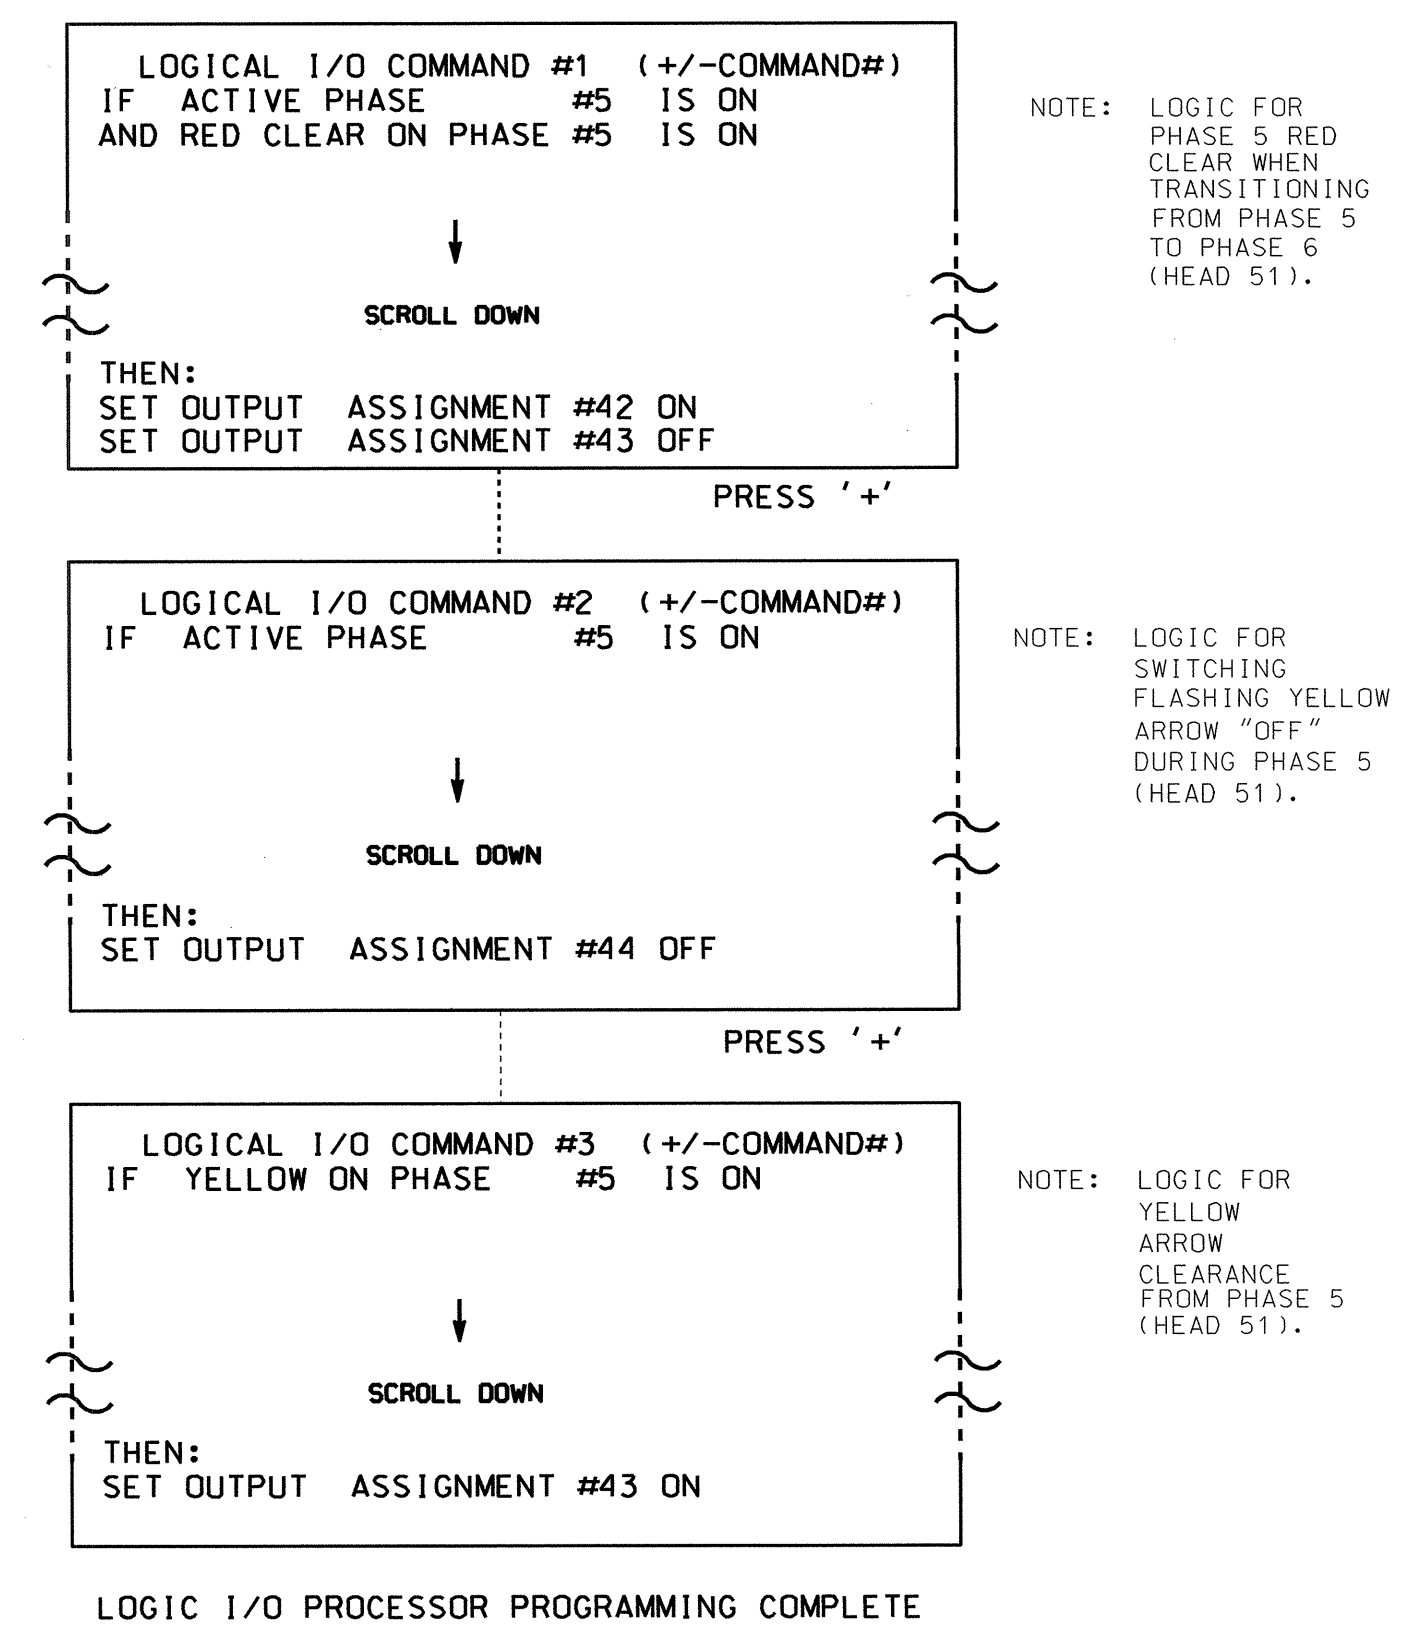 LOGICAL I/O COMMAND #1 (+/-COMMAND#)
IF ACTIVE PHASE #5 IS ON
AND RED CLEAR ON PHASE #5 IS ON
SCROLL DOWN
THEN:
SET OUTPUT ASSIGNMENT #42 ON
SET OUTPUT ASSIGNMENT #43 OFF
NOTE: LOGIC FOR
PHASE 5 RED
CLEAR WHEN
TRANSITIONING
FROM PHASE 5
TO PHASE 6
(HEAD 51).
PRESS '+'
LOGICAL I/O COMMAND #2 (+/-COMMAND#)
IF ACTIVE PHASE #5 IS ON
SCROLL DOWN
THEN:
SET OUTPUT ASSIGNMENT #44 OFF
NOTE: LOGIC FOR
SWITCHING
FLASHING YELLOW
ARROW "OFF"
DURING PHASE 5
(HEAD 51).
PRESS '+'
LOGICAL I/O COMMAND #3 (+/-COMMAND#)
IF YELLOW ON PHASE #5 IS ON
SCROLL DOWN
THEN:
SET OUTPUT ASSIGNMENT #43 ON
NOTE: LOGIC FOR
YELLOW
ARROW
CLEARANCE
FROM PHASE 5
(HEAD 51).
LOGIC I/O PROCESSOR PROGRAMMING COMPLETE